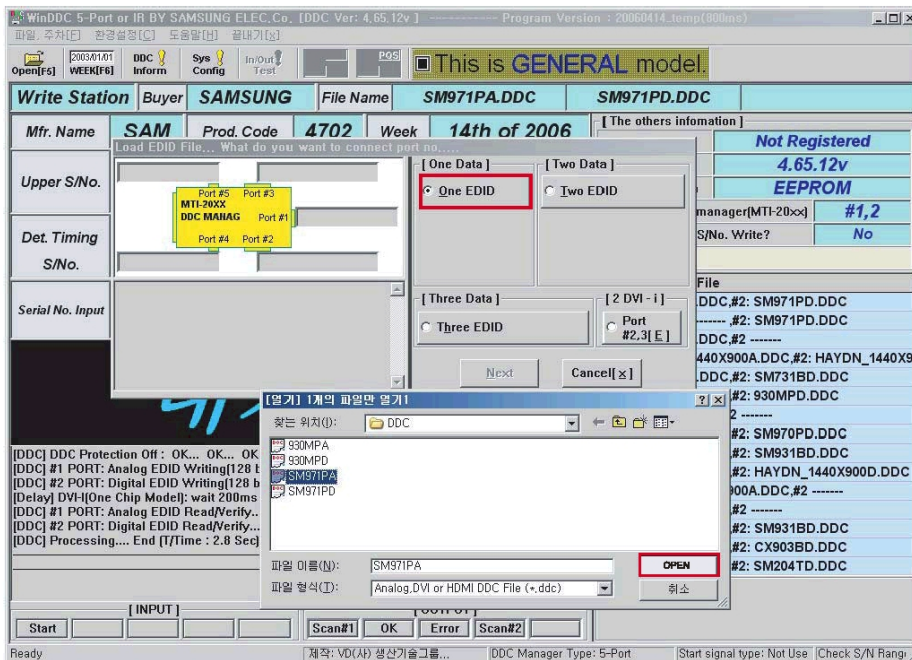 WinDDC 5-Port or IR BY SAMSUNG ELEC.Co, [DDC Ver: 4,65,12v ] ---------- Program Version : 20060414_temp(800ms)
파일. 주차[F] 환경설정[C] 도움말[H] 끝내기[x]
Open[F5] 2003/01/01 WEEK[F6] DDC Inform Sys Config In/Out Test POS This is GENERAL model.
Write Station Buyer SAMSUNG File Name SM971PA.DDC SM971PD.DDC
Mfr. Name SAM Prod. Code 4702 Week 14th of 2006
[ The others infomation ]
Not Registered
4.65.12v
EEPROM
manager(MTI-20xx) #1,2
S/No. Write? No
Upper S/No.
Det. Timing
S/No.
Serial No. Input
Load EDID File... What do you want to connect port no.....
Port #5 Port #3
MTI-20XX
DDC MAHAG Port #1
Port #4 Port #2
[ One Data ] [ Two Data ]
One EDID Two EDID
[ Three Data ] [ 2 DVI - i ]
Three EDID Port
#2,3[ E ]
Next Cancel[ x ]
File
.DDC,#2: SM971PD.DDC
------- ,#2: SM971PD.DDC
.DDC,#2 -------
440X900A.DDC,#2: HAYDN_1440X9
.DDC,#2: SM731BD.DDC
#2: 930MPD.DDC
2 -------
#2: SM970PD.DDC
#2: SM931BD.DDC
#2: HAYDN_1440X900D.DDC
900A.DDC,#2 -------
#2 -------
#2: SM931BD.DDC
#2: CX903BD.DDC
#2: SM204TD.DDC
[열기] 1개의 파일만 열기1
찾는 위치(I): DDC
930MPA
930MPD
SM971PA
SM971PD
파일 이름(N): SM971PA OPEN
파일 형식(T): Analog,DVI or HDMI DDC File (*.ddc) 취소
[DDC] DDC Protection Off : OK... OK... OK
[DDC] #1 PORT: Analog EDID Writing(128 b
[DDC] #2 PORT: Digital EDID Writing(128 b
[Delay] DVI-I(One Chip Model): wait 200ms
[DDC] #1 PORT: Analog EDID Read/Verify..
[DDC] #2 PORT: Digital EDID Read/Verify...
[DDC] Processing.... End (T/Time : 2.8 Sec)
[ INPUT ] [ OUTPUT ]
Start Scan#1 OK Error Scan#2
Ready 제작: VD(사) 생산기술그룹... DDC Manager Type: 5-Port Start signal type: Not Use Check S/N Rang